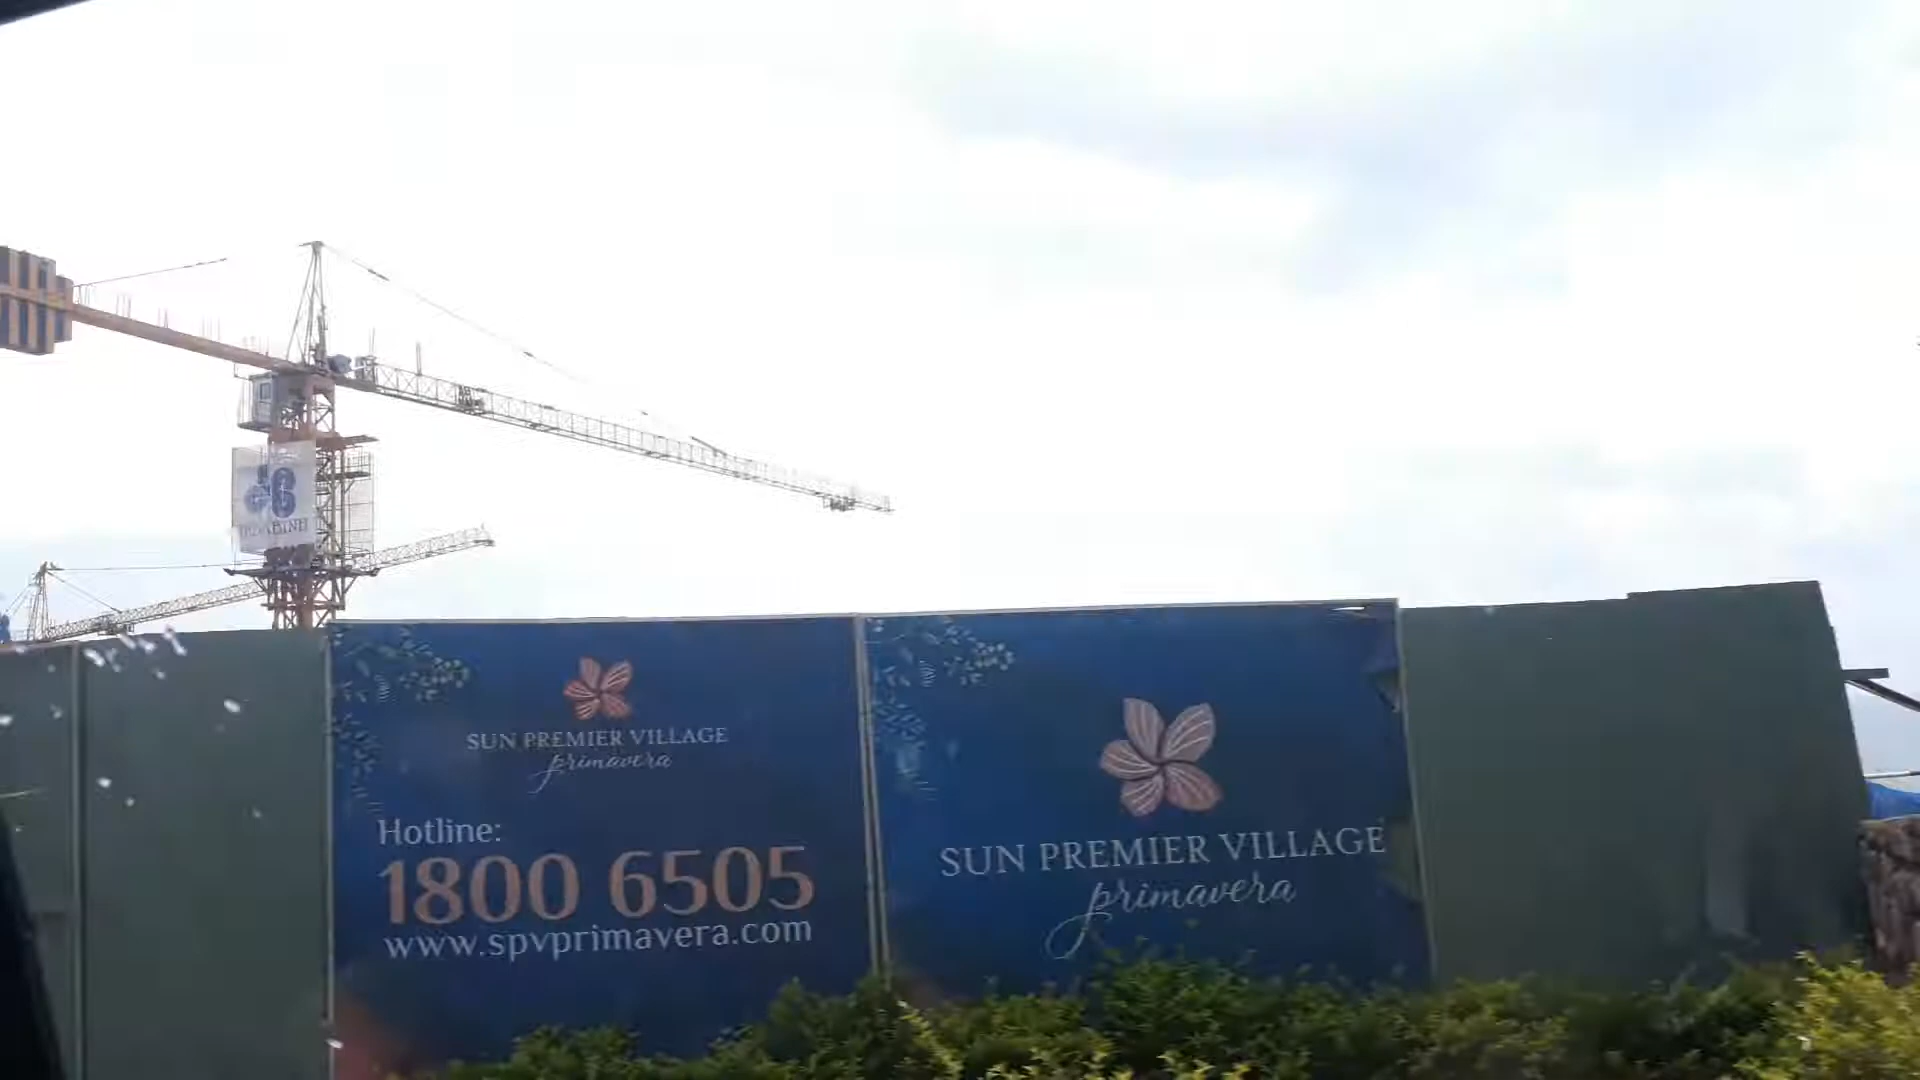 SUN PREMIER VILLAGE
primavera
Hotline:
1800 6505
www.spvprimavera.com
SUN PREMIER VILLAGE
primavera